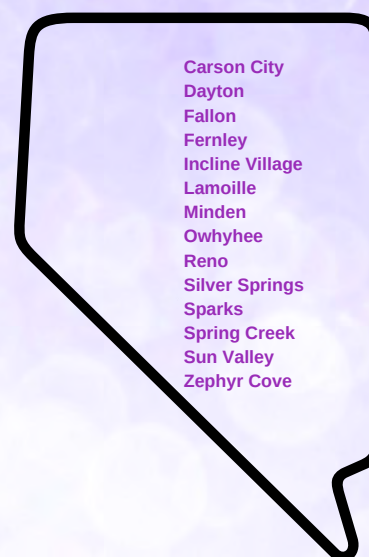 Carson City
Dayton
Fallon
Fernley
Incline Village
Lamoille
Minden
Owhyhee
Reno
Silver Springs
Sparks
Spring Creek
Sun Valley
Zephyr Cove